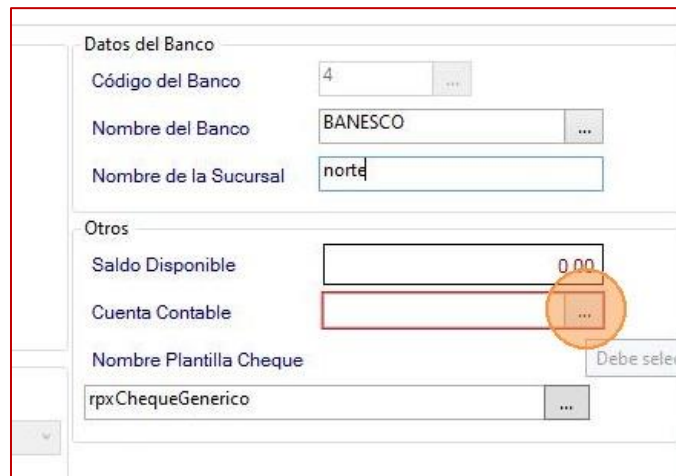 Datos del Banco
Código del Banco 4 ...
Nombre del Banco BANESCO ...
Nombre de la Sucursal norte
Otros
Saldo Disponible 0,00
Cuenta Contable ...
Debe
Nombre Plantilla Cheque
rpxChequeGenerico ...